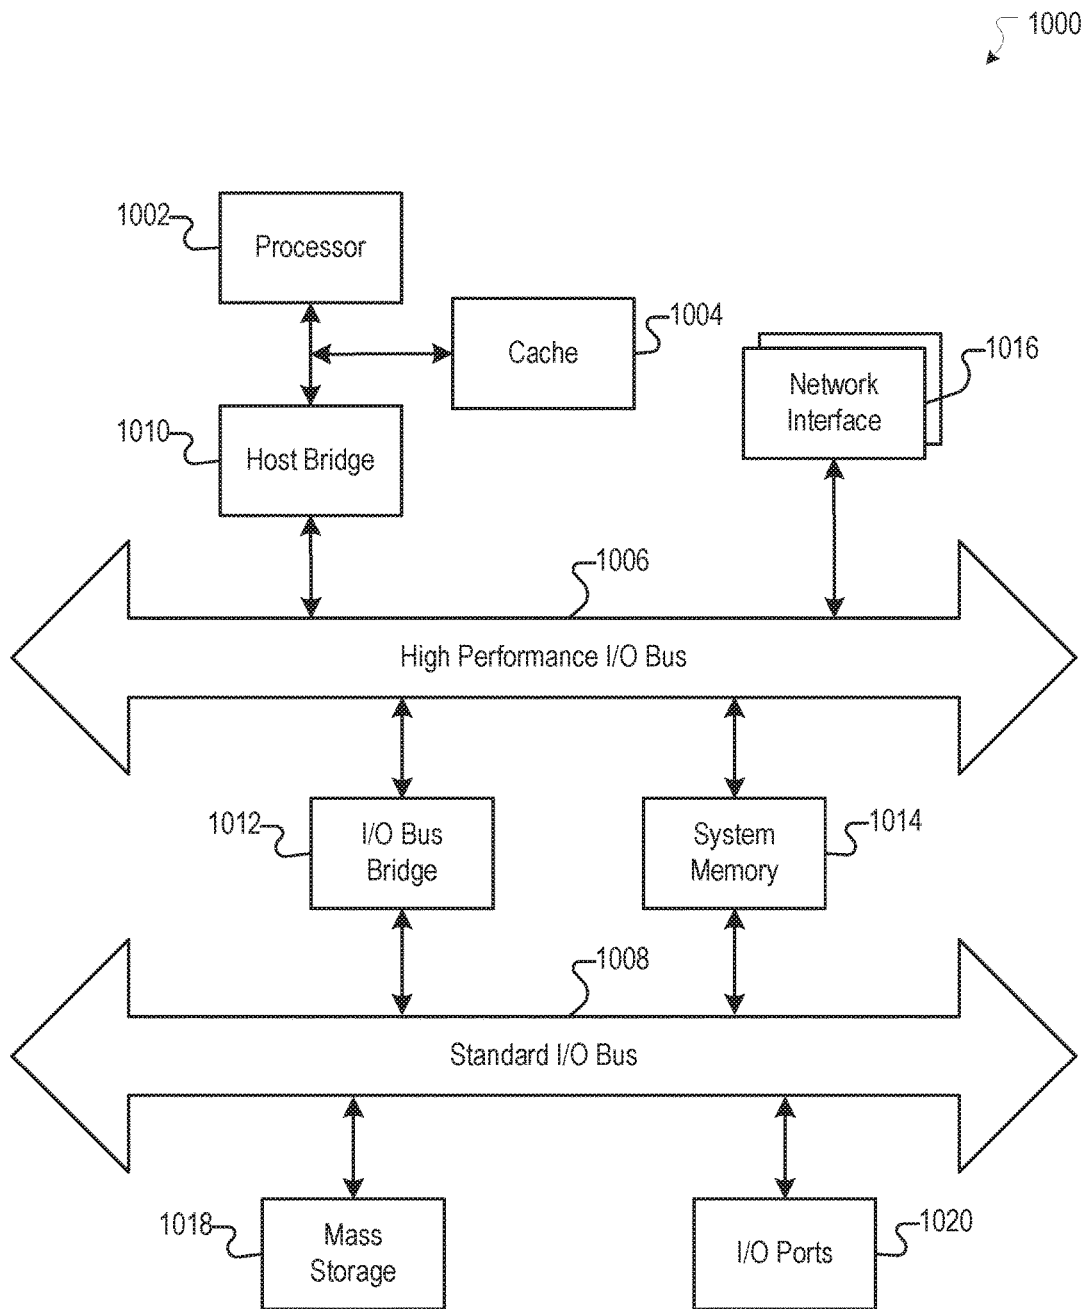 1000
1002
Processor
1004
Cache
1016
Network
Interface
1010
Host Bridge
1006
High Performance I/O Bus
1012
I/O Bus
Bridge
System
Memory
1014
1008
Standard I/O Bus
1018
Mass
Storage
I/O Ports
1020